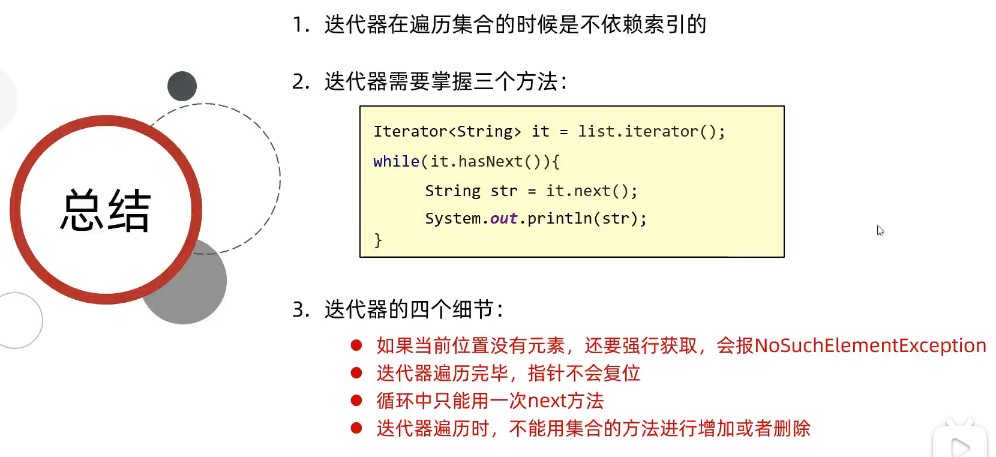 总结
1. 迭代器在遍历集合的时候是不依赖索引的
2. 迭代器需要掌握三个方法：
Iterator<String> it = list.iterator();
while(it.hasNext()){
String str = it.next();
System.out.println(str);
}
3. 迭代器的四个细节：
如果当前位置没有元素，还要强行获取，会报NoSuchElementException
迭代器遍历完毕，指针不会复位
循环中只能用一次next方法
迭代器遍历时，不能用集合的方法进行增加或者删除